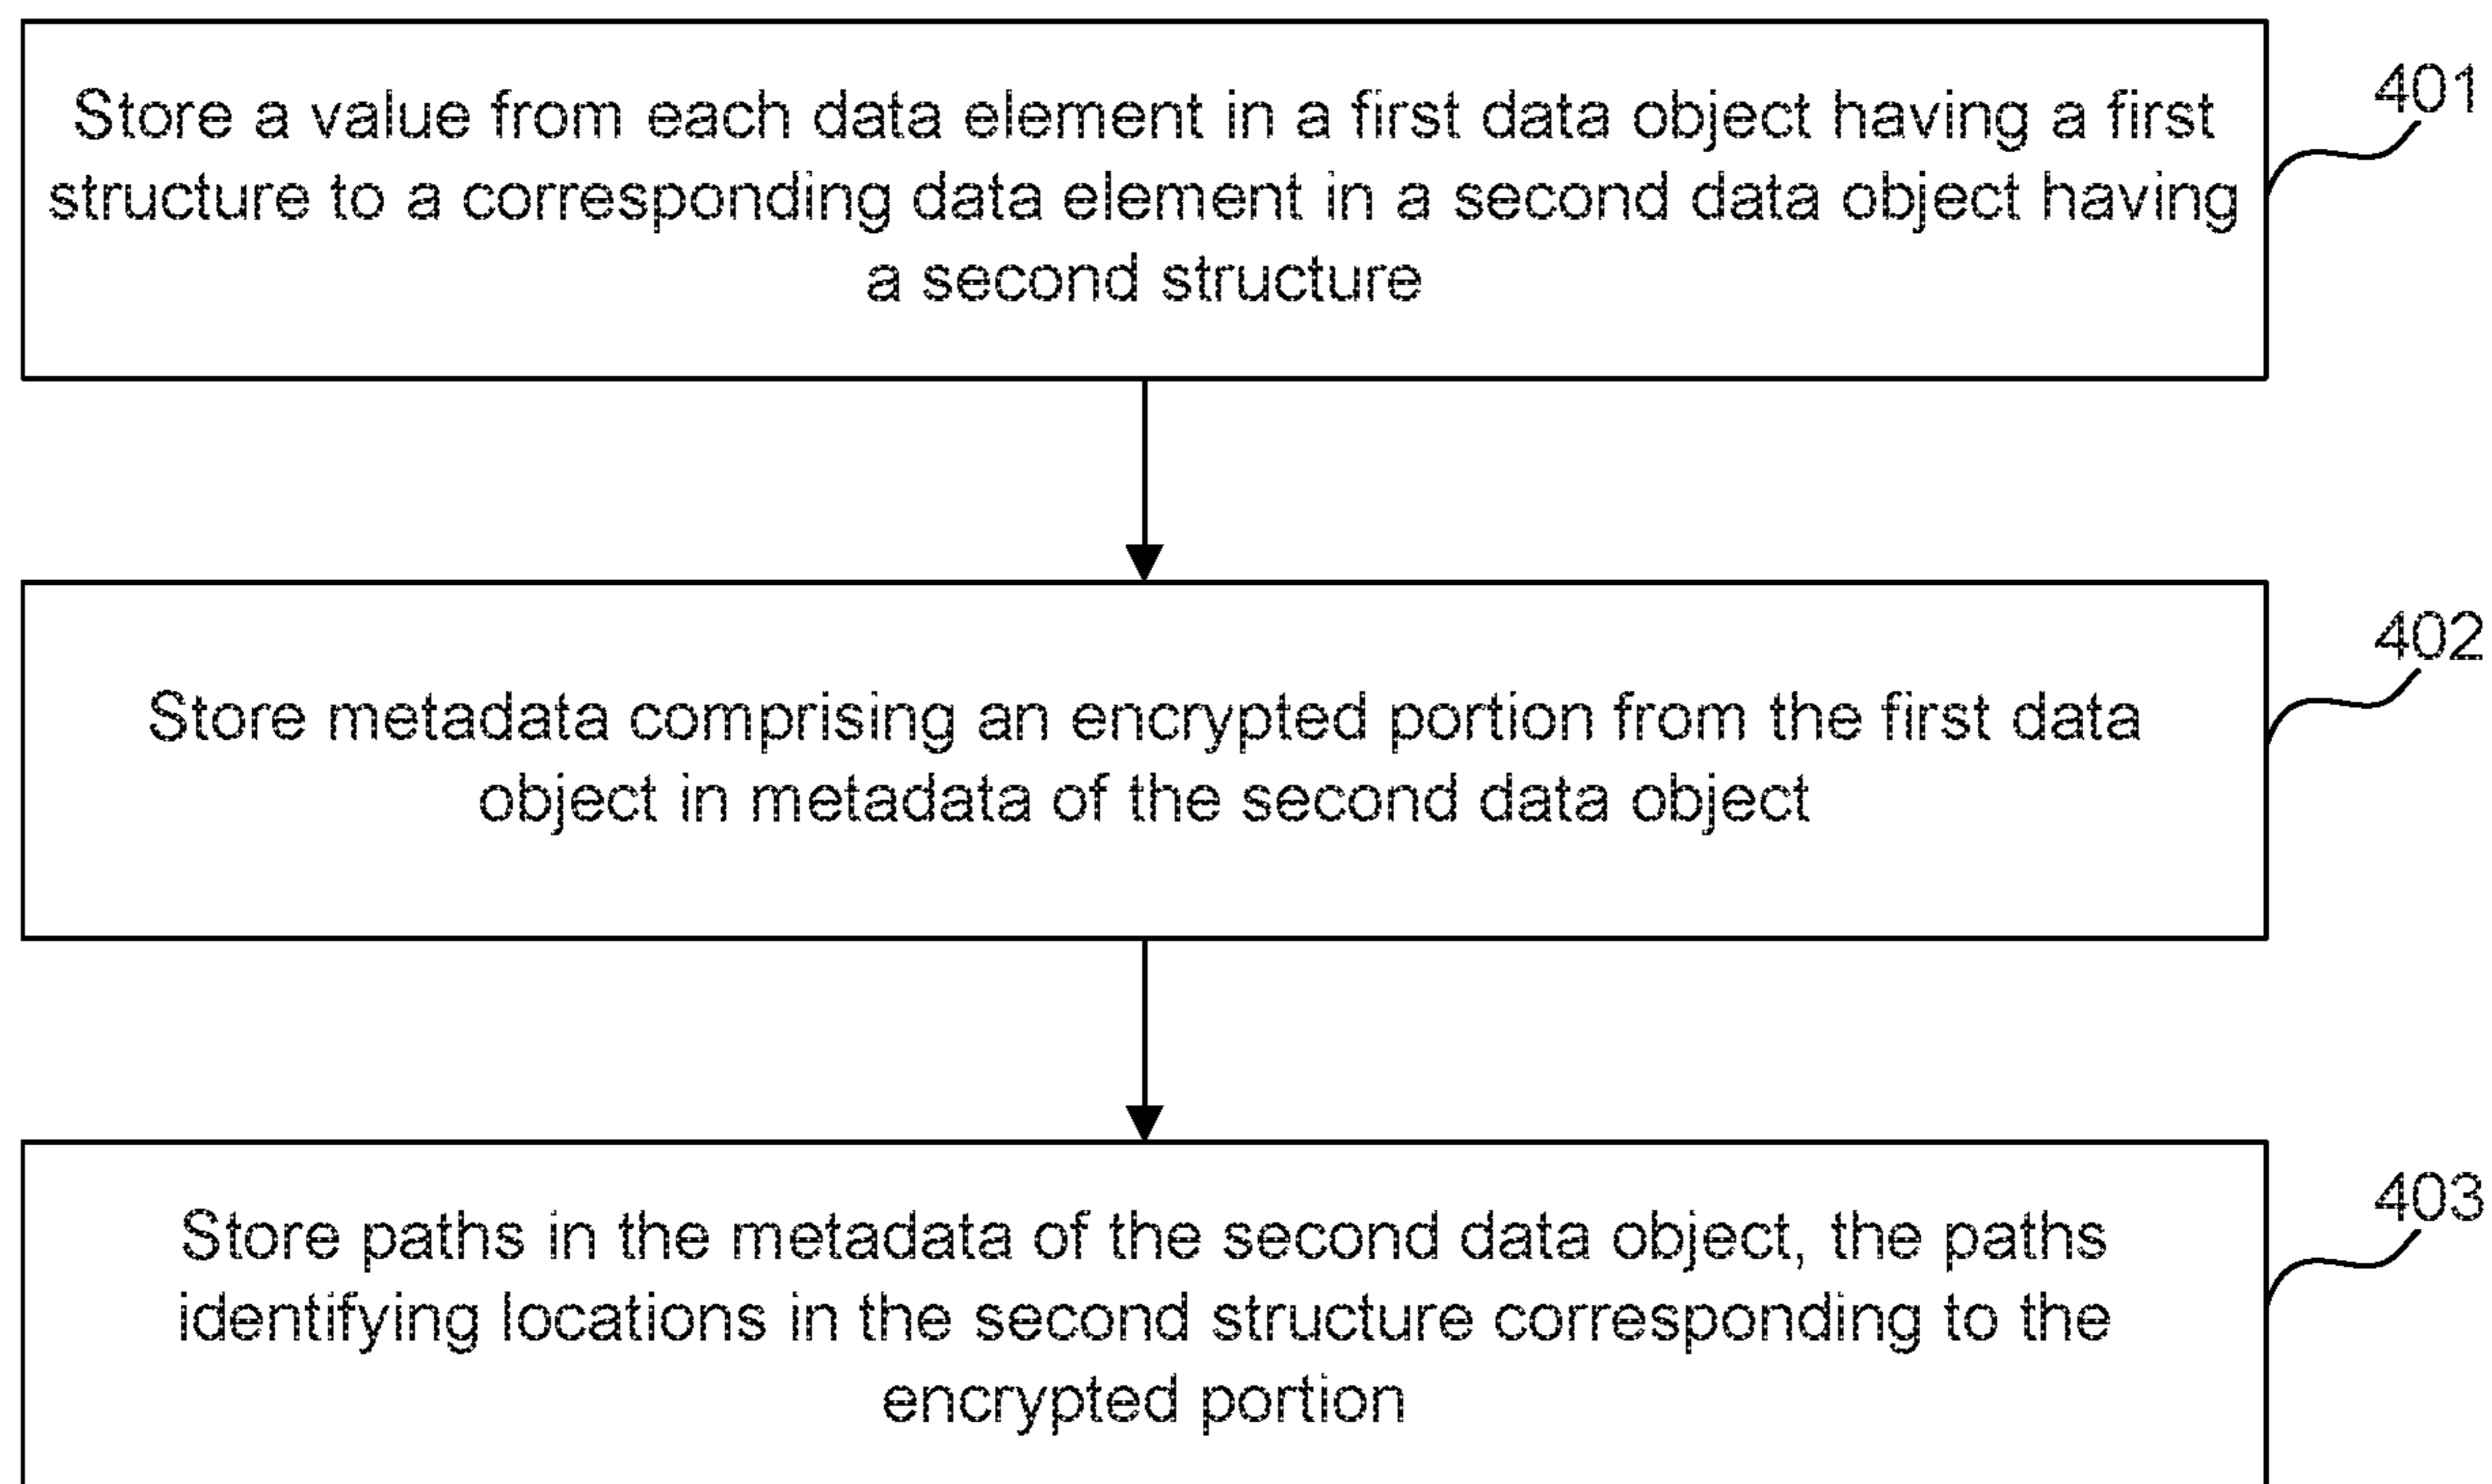 Store a value from each data element in a first data object having a first
structure to a corresponding data element in a second data object having
a second structure
401
Store metadata comprising an encrypted portion from the first data
object in metadata of the second data object
402
Store paths in the metadata of the second data object, the paths
identifying locations in the second structure corresponding to the
encrypted portion
403